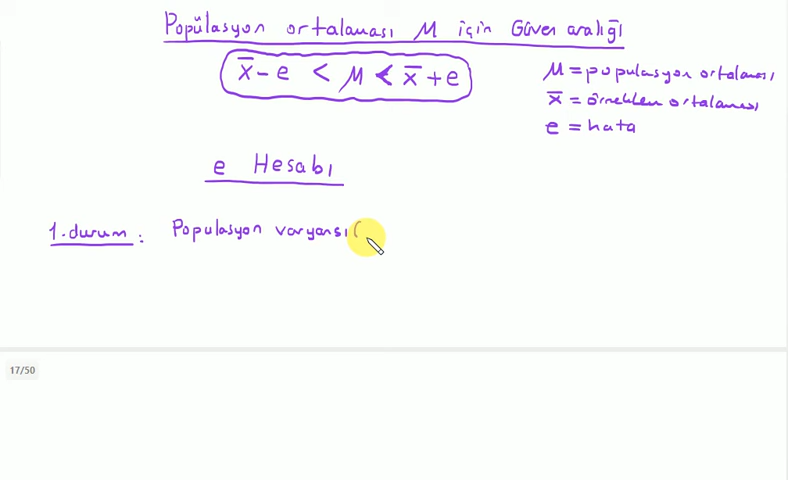 Popülasyon ortalaması μ için Güven aralığı
x̄ - e < μ < x̄ + e
μ = populasyon ortalaması
x̄ = örneklem ortalaması
e = hata
e Hesabı
1. durum : Populasyon varyansı (
17/50